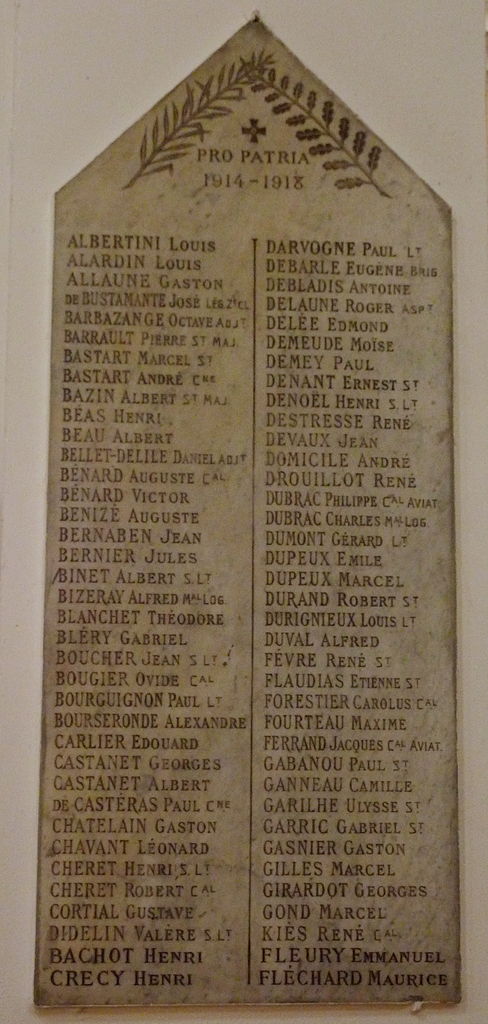 PRO PATRIA
1914-1918
ALBERTINI LOUIS
ALARDIN LOUIS
ALLAUNE GASTON
DE BUSTAMANTE JOSÉ
BARBAZANGE OCTAVE ADJT
BARRAULT PIERRE ST MAJ
BASTART MARCEL ST
BASTART ANDRÉ CNE
BAZIN ALBERT ST MAJ
BÉAS HENRI
BEAU ALBERT
BELLET-DELILE DANIEL ADJT
BÉNARD AUGUSTE CAL
BÉNARD VICTOR
BENIZÉ AUGUSTE
BERNABEN JEAN
BERNIER JULES
BINET ALBERT S. LT
BIZERAY ALFRED MAL LOG
BLANCHET THÉODORE
BLÉRY GABRIEL
BOUCHER JEAN S LT
BOUGIER OVIDE CAL
BOURGUIGNON PAUL LT
BOURSERONDE ALEXANDRE
CARLIER EDOUARD
CASTANET GEORGES
CASTANET ALBERT
DE CASTÉRAS PAUL CNE
CHATELAIN GASTON
CHAVANT LÉONARD
CHERET HENRI S. LT
CHERET ROBERT CAL
CORTIAL GUSTAVE
DIDELIN VALÈRE S. LT
BACHOT HENRI
CRECY HENRI
DARVOGNE PAUL LT
DEBARLE EUGÈNE BRIG
DEBLADIS ANTOINE
DELAUNE ROGER ASPT
DELÉE EDMOND
DEMEUDE MOÏSE
DEMEY PAUL
DENANT ERNEST ST
DENOËL HENRI S. LT
DESTRESSE RENÉ
DEVAUX JEAN
DOMICILE ANDRÉ
DROUILLOT RENÉ
DUBRAC PHILIPPE CAL AVIAT
DUBRAC CHARLES MAL LOG
DUMONT GÉRARD LT
DUPEUX EMILE
DUPEUX MARCEL
DURAND ROBERT ST
DURIGNIEUX LOUIS LT
DUVAL ALFRED
FÈVRE RENÉ ST
FLAUDIAS ETIENNE ST
FORESTIER CAROLUS CAL
FOURTEAU MAXIME
FERRAND JACQUES CAL AVIAT.
GABANOU PAUL ST
GANNEAU CAMILLE
GARILHE ULYSSE ST
GARRIC GABRIEL ST
GASNIER GASTON
GILLES MARCEL
GIRARDOT GEORGES
GOND MARCEL
KIÈS RENÉ CAL
FLEURY EMMANUEL
FLÉCHARD MAURICE